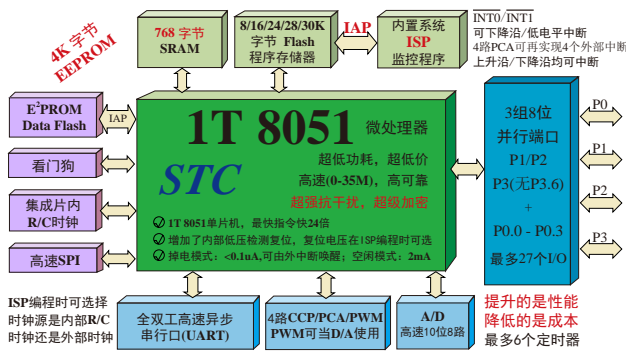 4K 字节
EEPROM
768 字节
SRAM
8/16/24/28/30K
字节 Flash
程序存储器
IAP
内置系统
ISP
监控程序
INT0/INT1
可下降沿/低电平中断
4路PCA可再实现4个外部中断
上升沿/下降沿均可中断
E²PROM
Data Flash
IAP
看门狗
集成片内
R/C时钟
高速SPI
1T 8051 微处理器
STC
超低功耗，超低价
高速(0-35M)，高可靠
超强抗干扰，超级加密
1T 8051单片机，最快指令快24倍
增加了内部低压检测复位，复位电压在ISP编程时可选
掉电模式：<0.1uA,可由外中断唤醒；空闲模式：2mA
3组8位
并行端口
P1/P2
P3(无P3.6)
+
P0.0 - P0.3
最多27个I/O
P0
P1
P2
P3
ISP编程时可选择
时钟源是内部R/C
时钟还是外部时钟
全双工高速异步
串行口(UART)
4路CCP/PCA/PWM
PWM可当D/A使用
A/D
高速10位8路
提升的是性能
降低的是成本
最多6个定时器